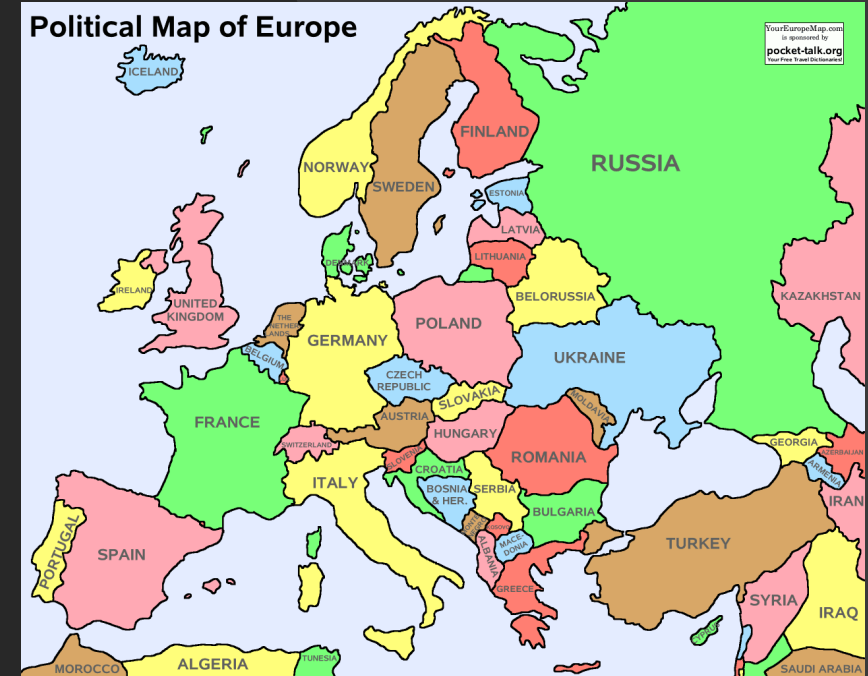 Political Map of Europe
YourEuropeMap.com
is sponsored by
pocket-talk.org
Your Free Travel Dictionaries!
ICELAND
FINLAND
NORWAY
SWEDEN
RUSSIA
ESTONIA
LATVIA
LITHUANIA
DENMARK
IRELAND
UNITED
KINGDOM
THE
NETHER
LANDS
BELORUSSIA
KAZAKHSTAN
POLAND
GERMANY
BELGIUM
UKRAINE
CZECH
REPUBLIC
SLOVAKIA
MOLDAVIA
FRANCE
AUSTRIA
SWITZERLAND
HUNGARY
SLOVENIA
ROMANIA
GEORGIA
AZERBAIJAN
ARMENIA
CROATIA
ITALY
BOSNIA
& HER.
SERBIA
IRAN
BULGARIA
MACE-
DONIA
ALBANIA
PORTUGAL
SPAIN
TURKEY
GREECE
SYRIA
IRAQ
CYPRUS
MOROCCO
ALGERIA
TUNESIA
SAUDI ARABIA